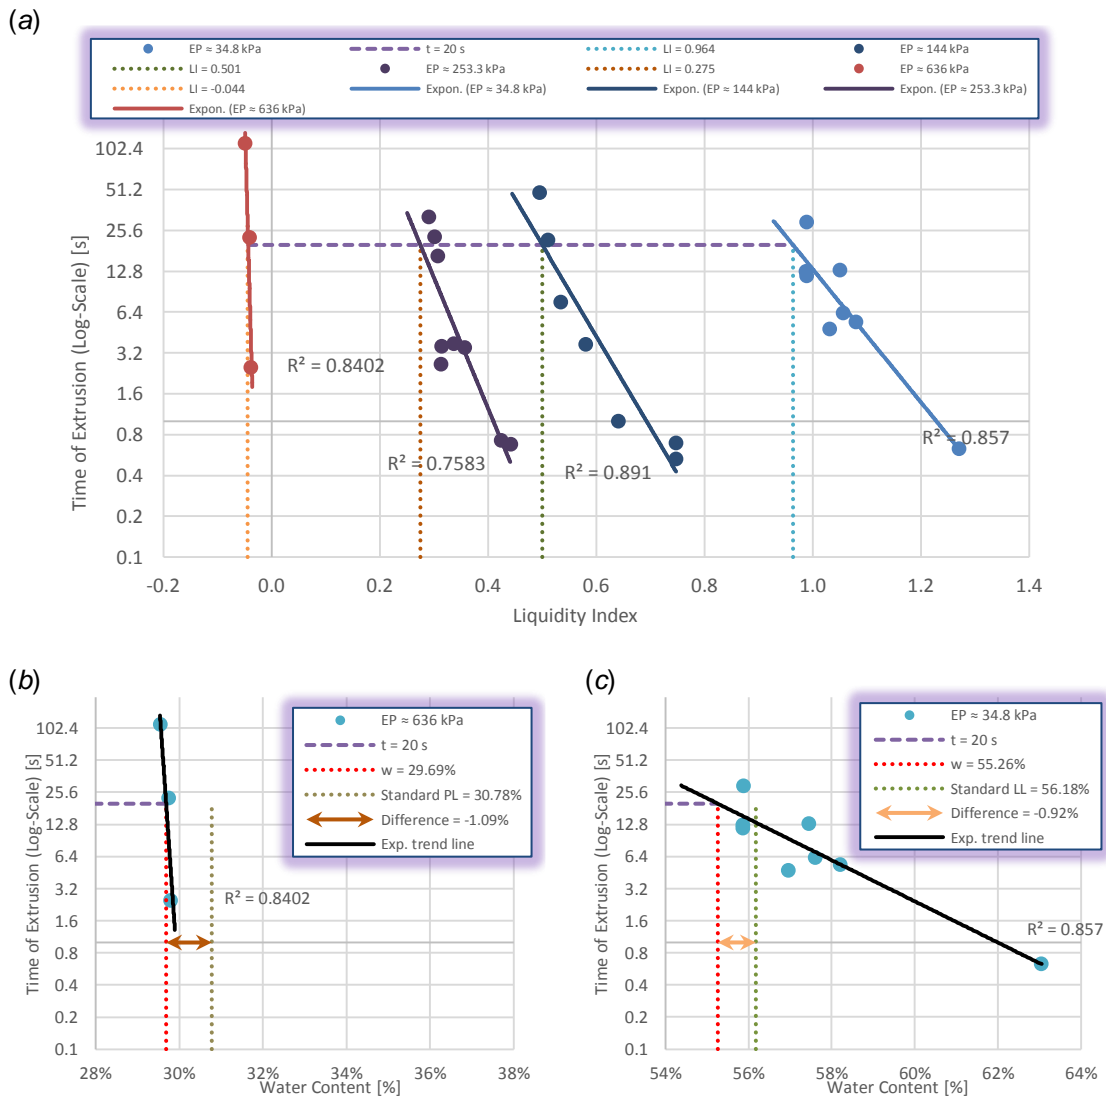 (a)
EP ≈ 34.8 kPa t = 20 s LI = 0.964 EP ≈ 144 kPa
LI = 0.501 EP ≈ 253.3 kPa LI = 0.275 EP ≈ 636 kPa
LI = -0.044 Expon. (EP ≈ 34.8 kPa) Expon. (EP ≈ 144 kPa) Expon. (EP ≈ 253.3 kPa)
Expon. (EP ≈ 636 kPa)
Time of Extrusion (Log-Scale) [s]
102.4
51.2
25.6
12.8
6.4
3.2
1.6
0.8
0.4
0.2
0.1
R² = 0.8402
R² = 0.7583
R² = 0.891
R² = 0.857
-0.2 0.0 0.2 0.4 0.6 0.8 1.0 1.2 1.4
Liquidity Index
(b)
Time of Extrusion (Log-Scale) [s]
102.4
51.2
25.6
12.8
6.4
3.2
1.6
0.8
0.4
0.2
0.1
EP ≈ 636 kPa
t = 20 s
w = 29.69%
Standard PL = 30.78%
Difference = -1.09%
Exp. trend line
R² = 0.8402
28% 30% 32% 34% 36% 38%
Water Content [%]
(c)
Time of Extrusion (Log-Scale) [s]
102.4
51.2
25.6
12.8
6.4
3.2
1.6
0.8
0.4
0.2
0.1
EP ≈ 34.8 kPa
t = 20 s
w = 55.26%
Standard LL = 56.18%
Difference = -0.92%
Exp. trend line
R² = 0.857
54% 56% 58% 60% 62% 64%
Water Content [%]